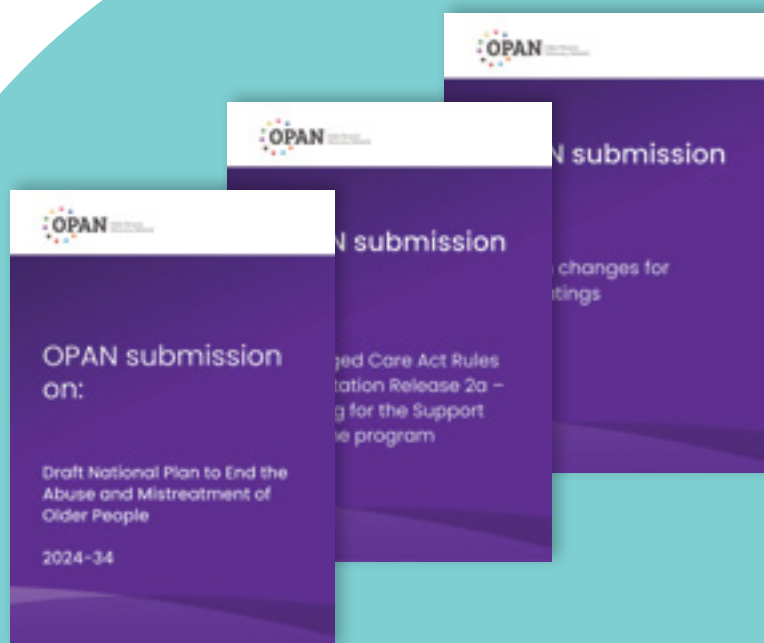 OPAN
OPAN submission
on:
Draft National Plan to End the
Abuse and Mistreatment of
Older People
2024-34
OPAN
N submission
ged Care Act Rules
tation Release 2a –
g for the Support
e program
OPAN
N submission
changes for
tings